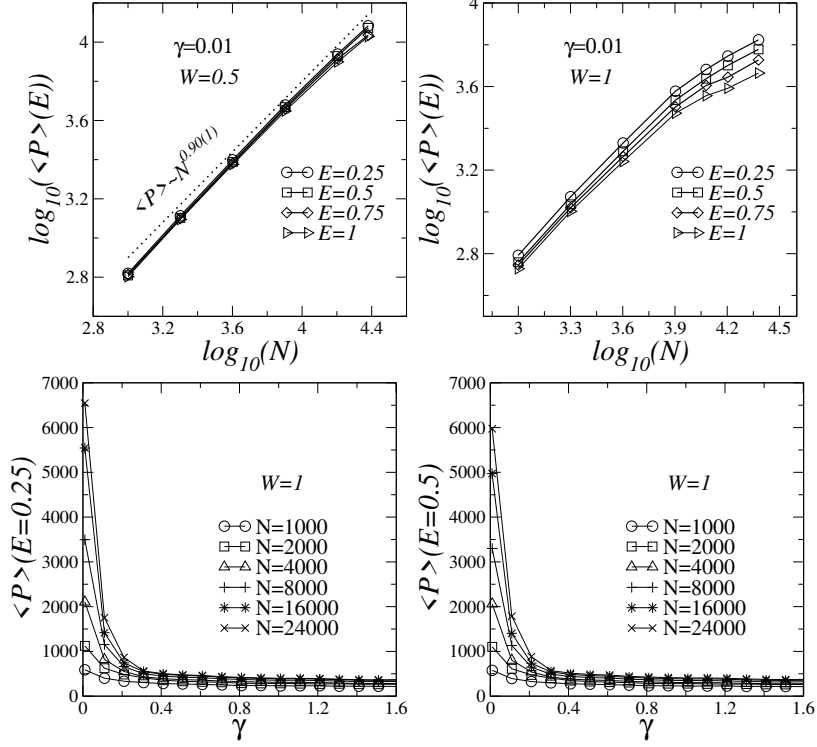 log10(<P>(E))
4.4
4
3.6
3.2
2.8
γ=0.01
W=0.5
<P>~N^0.90(1)
E=0.25
E=0.5
E=0.75
E=1
2.8 3.2 3.6 4 4.4
log10(N)
log10(<P>(E))
4
3.6
3.2
2.8
γ=0.01
W=1
E=0.25
E=0.5
E=0.75
E=1
3 3.3 3.6 3.9 4.2 4.5
log10(N)
<P>(E=0.25)
7000
6000
5000
4000
3000
2000
1000
0
W=1
N=1000
N=2000
N=4000
N=8000
N=16000
N=24000
0 0.4 0.8 1.2 1.6
γ
<P>(E=0.5)
7000
6000
5000
4000
3000
2000
1000
0
W=1
N=1000
N=2000
N=4000
N=8000
N=16000
N=24000
0 0.4 0.8 1.2 1.6
γ